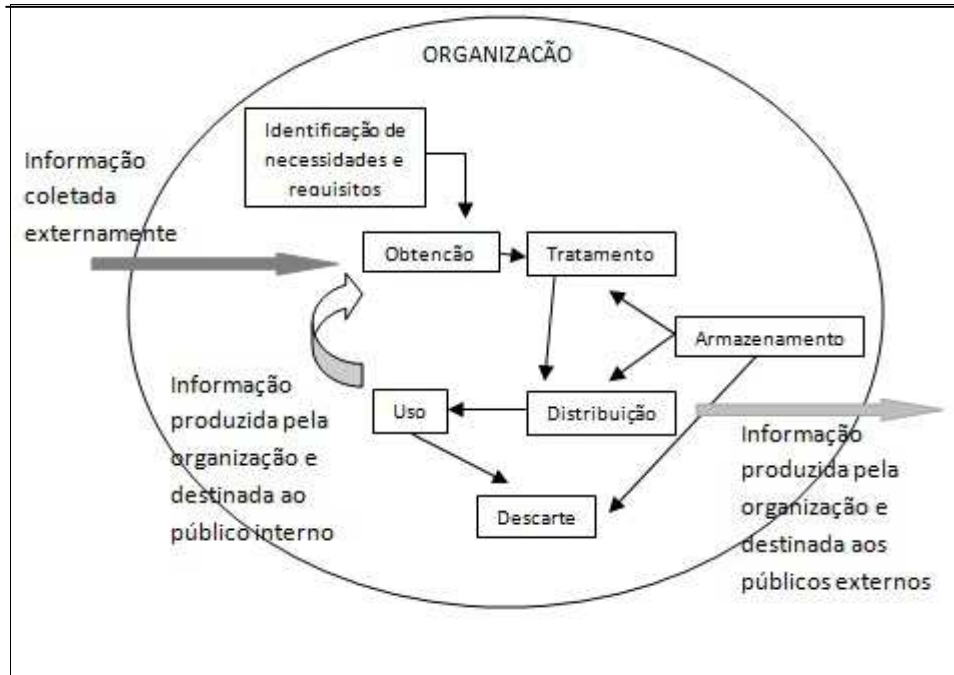 ORGANIZACÃO
Identificação de
necessidades e
requisitos
Informação
coletada
externamente
Obtencão
Tratamento
Armazenamento
Informação
produzida pela
organização e
destinada ao
público interno
Uso
Distribuição
Informação
produzida pela
organização e
destinada aos
públicos externos
Descarte